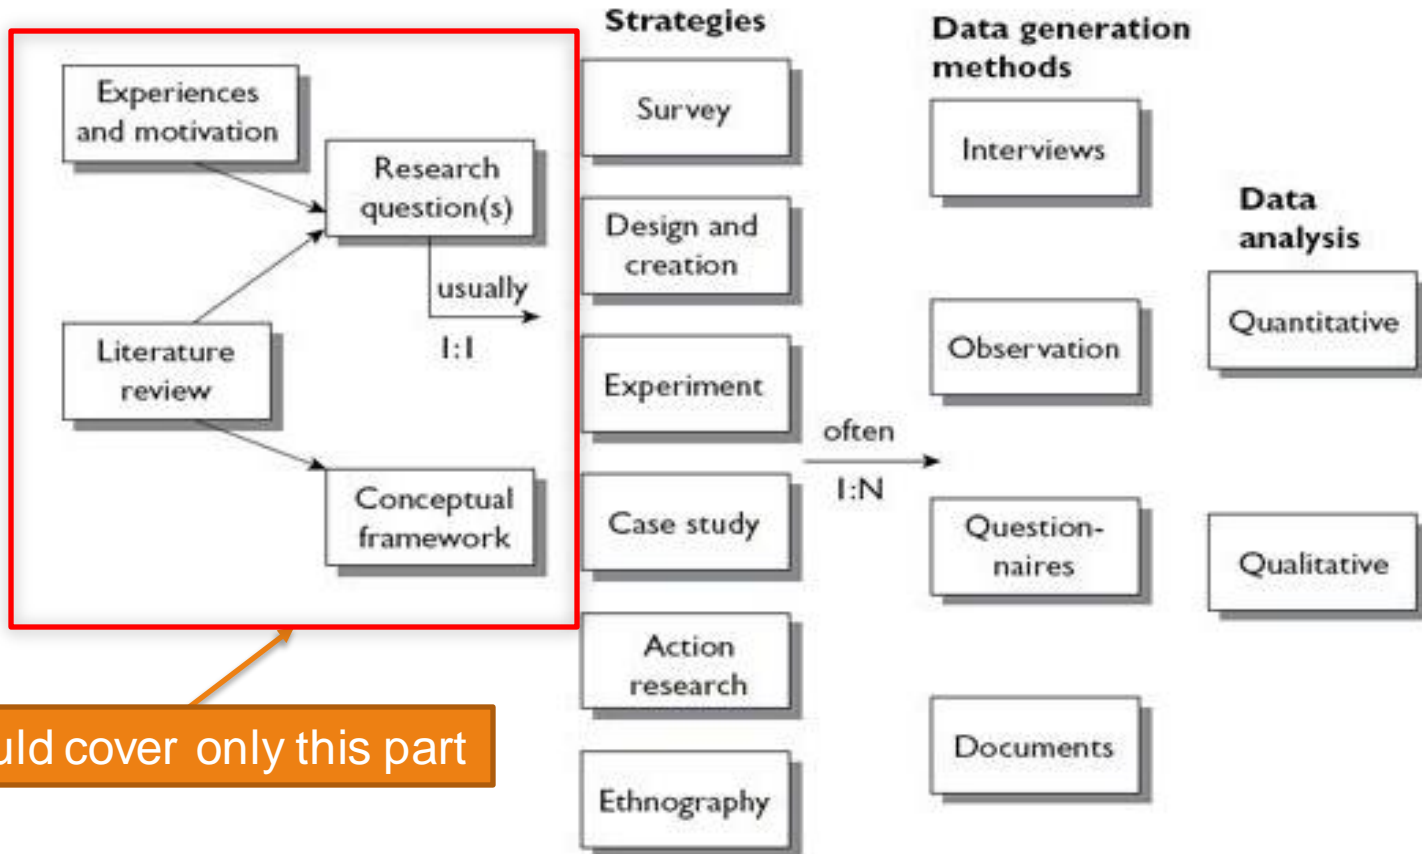 Experiences
and motivation
Research
question(s)
usually
1:1
Literature
review
Conceptual
framework
Strategies
Survey
Design and
creation
Experiment
Case study
Action
research
Ethnography
often
1:N
Data generation
methods
Interviews
Observation
Question-
naires
Documents
Data
analysis
Quantitative
Qualitative
cover only this part